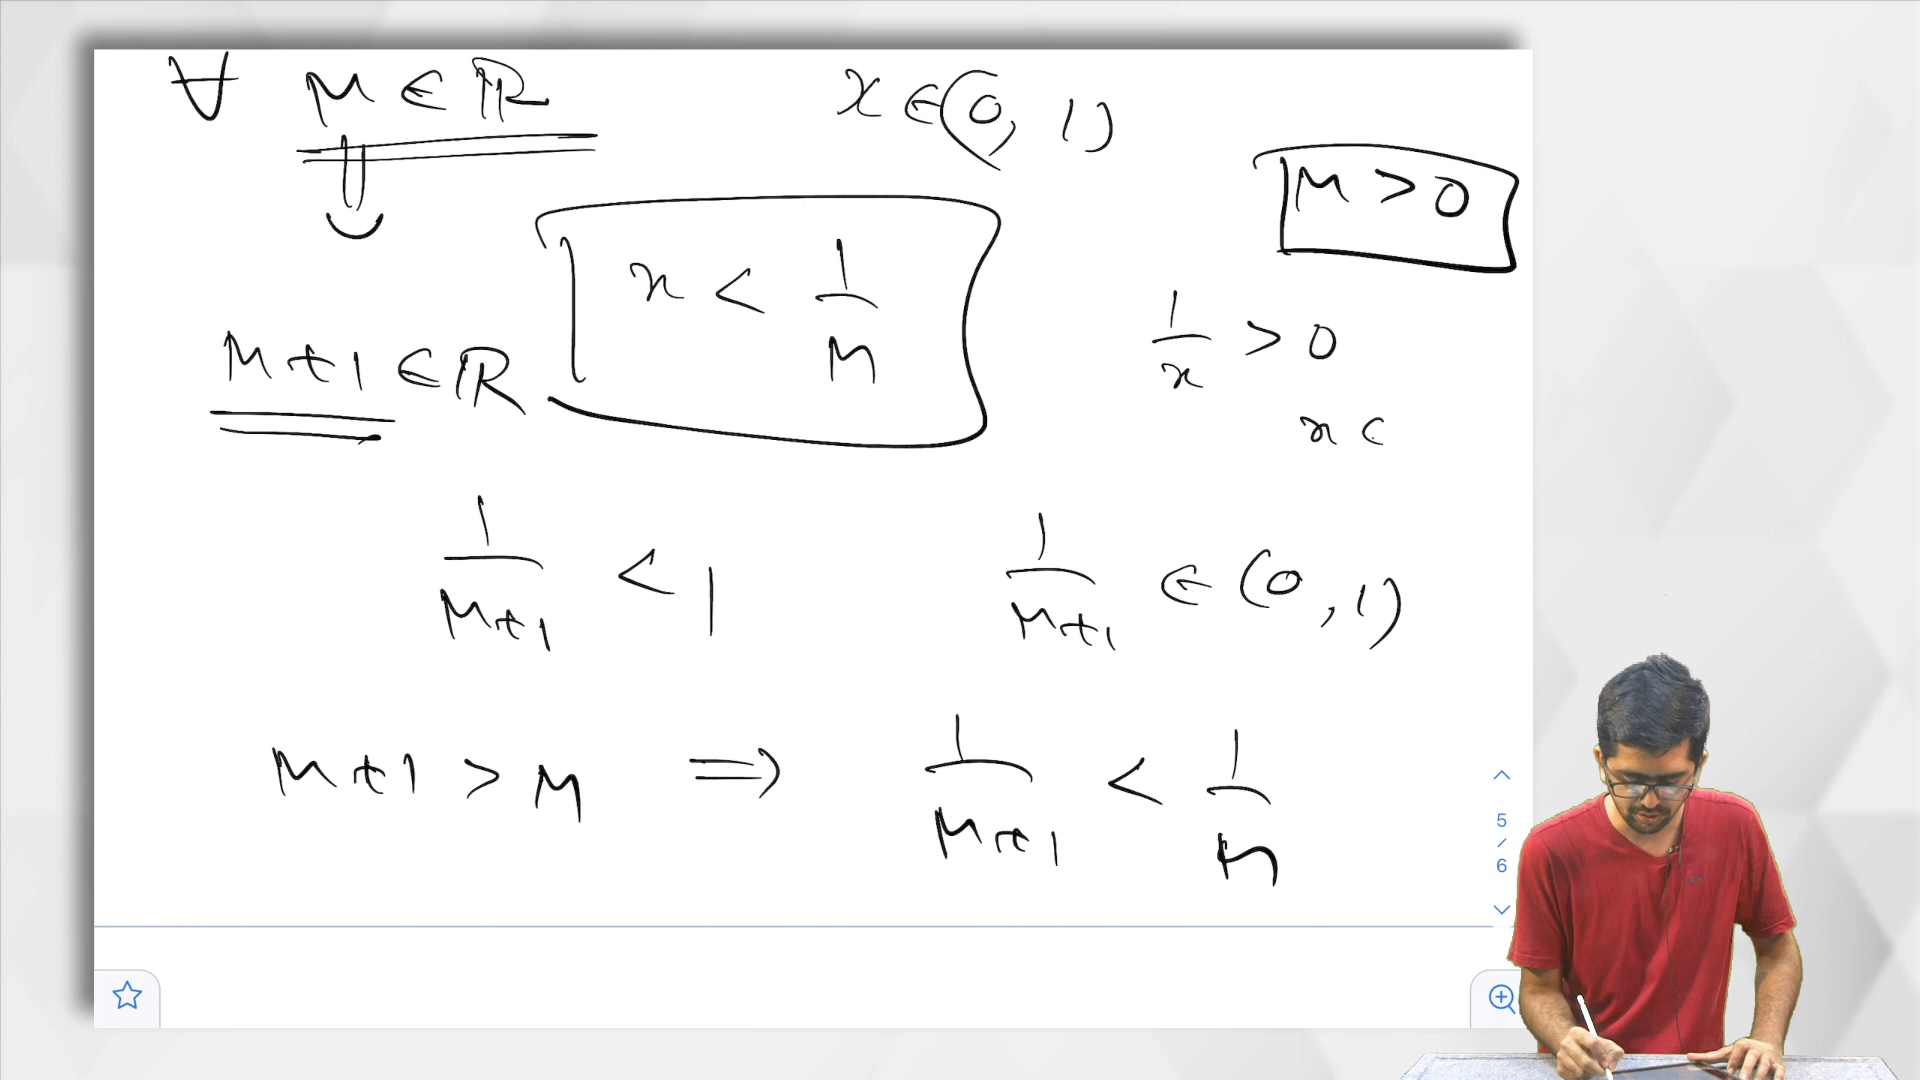 ∀ M ∈ ℝ
x ∈ (0, 1)
M > 0
x < 1/M
1/x > 0
M+1 ∈ ℝ
x <
1/(M+1) < 1
1/(M+1) ∈ (0, 1)
M+1 > M ⇒ 1/(M+1) < 1/M
5
/
6